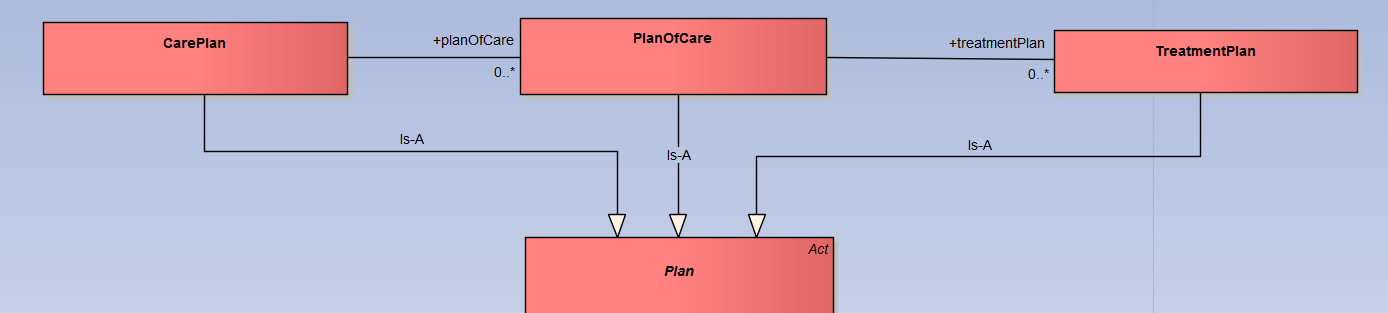 CarePlan
+planOfCare
0..*
PlanOfCare
+treatmentPlan
0..*
TreatmentPlan
Is-A
Is-A
Is-A
Act
Plan